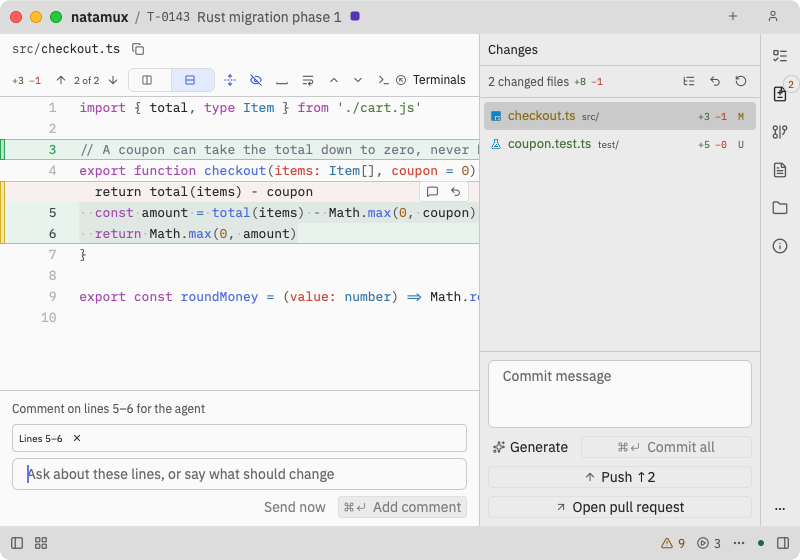 natamux / T-0143 Rust migration phase 1
src/checkout.ts
+3 −1 2 of 2 Terminals
1 import { total, type Item } from './cart.js'
2
3 // A coupon can take the total down to zero, never
4 export function checkout(items: Item[], coupon = 0)
return total(items) - coupon
5 const amount = total(items) - Math.max(0, coupon)
6 return Math.max(0, amount)
7 }
8
9 export const roundMoney = (value: number) => Math.ro
10
Comment on lines 5–6 for the agent
Lines 5–6 ×
Ask about these lines, or say what should change
Send now ⌘↵ Add comment
Changes
2 changed files +8 −1
checkout.ts src/ +3 −1 M
coupon.test.ts test/ +5 −0 U
Commit message
Generate ⌘↵ Commit all
↑ Push ↑2
Open pull request
2
9 3